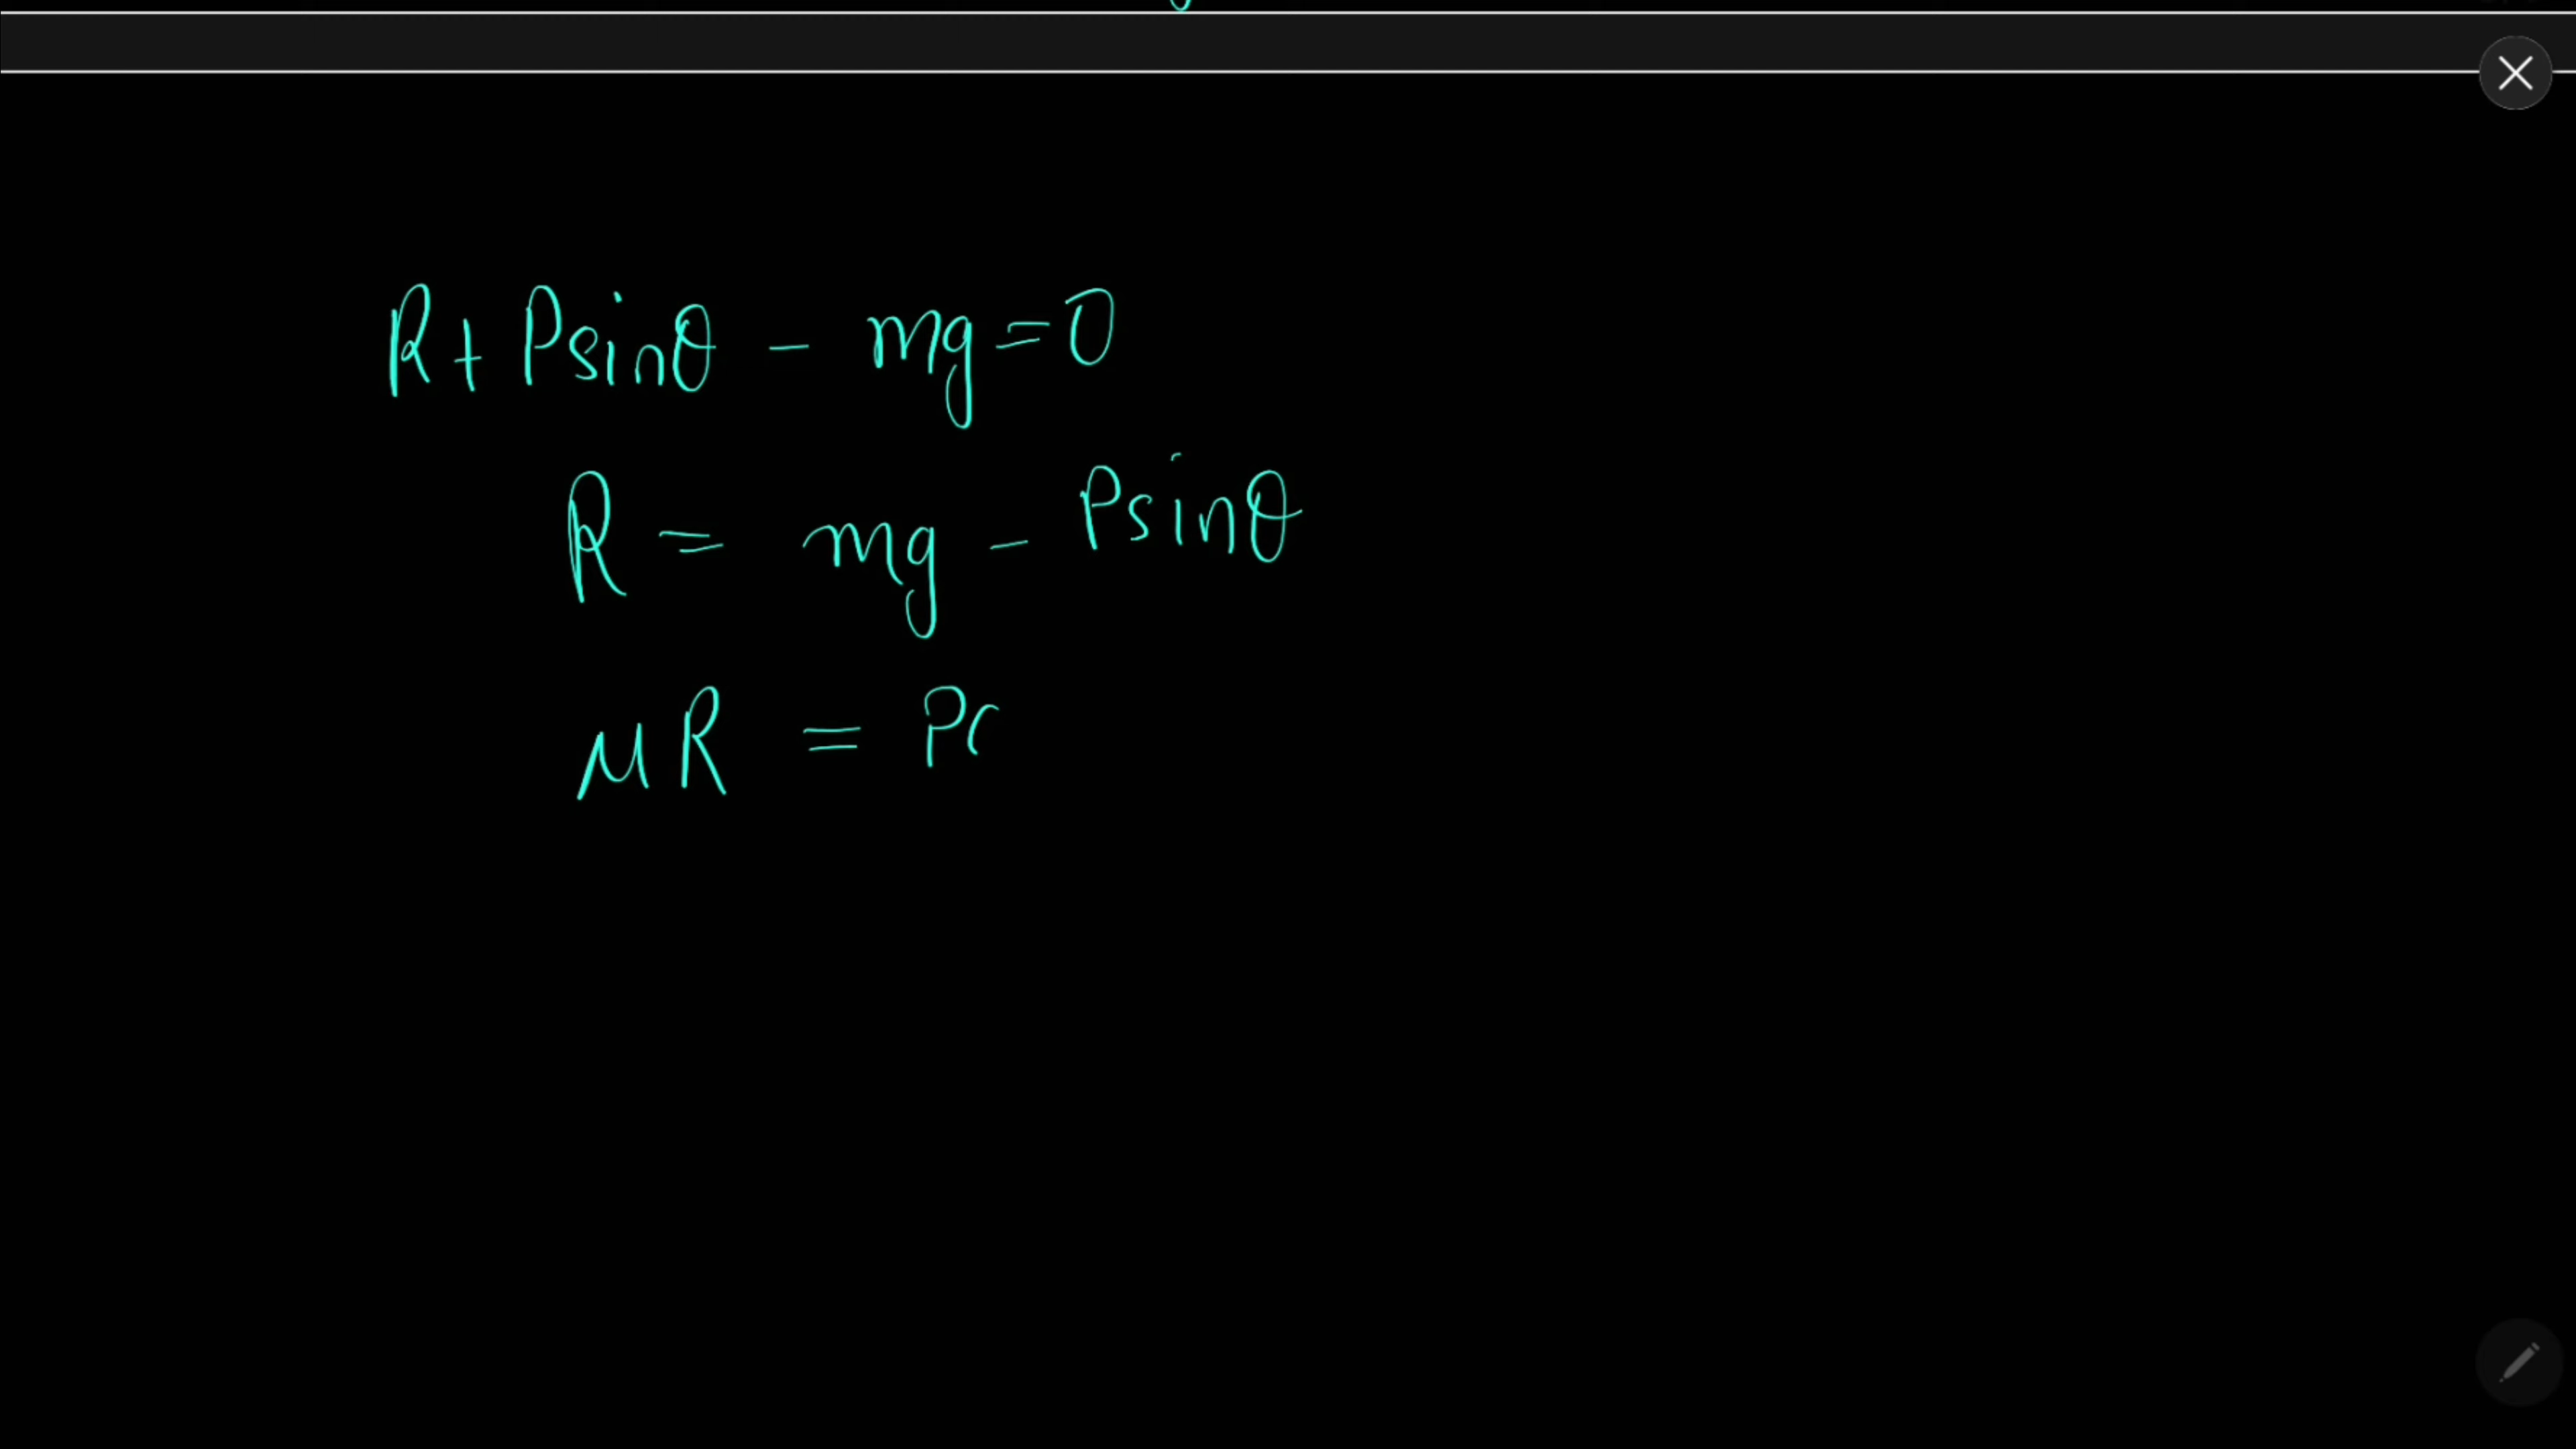 R + Psinθ - mg = 0
R = mg - Psinθ
μR = Pc